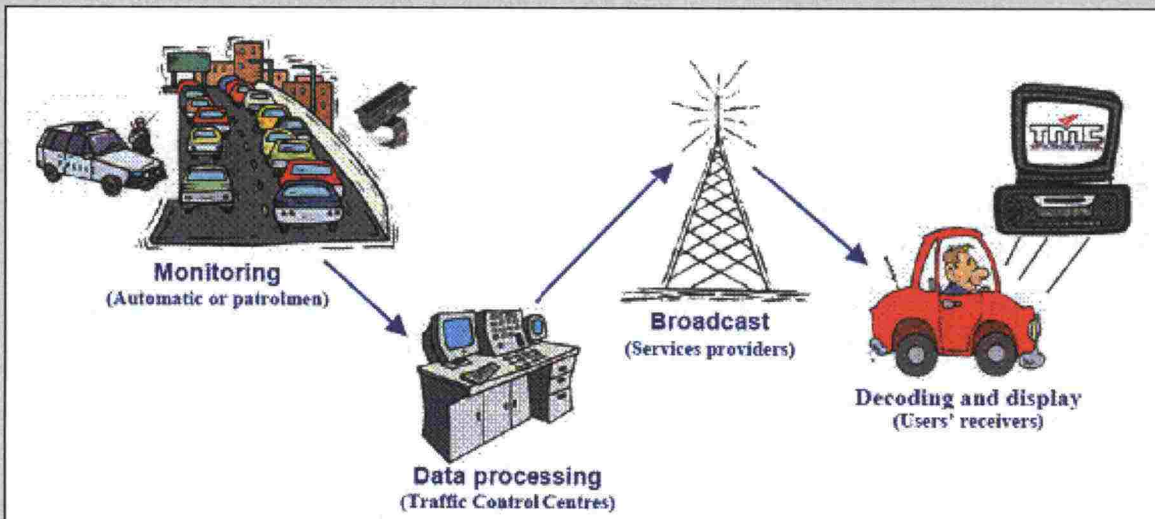 TMC
Monitoring
(Automatic or patrolmen)
Data processing
(Traffic Control Centres)
Broadcast
(Services providers)
Decoding and display
(Users' receivers)